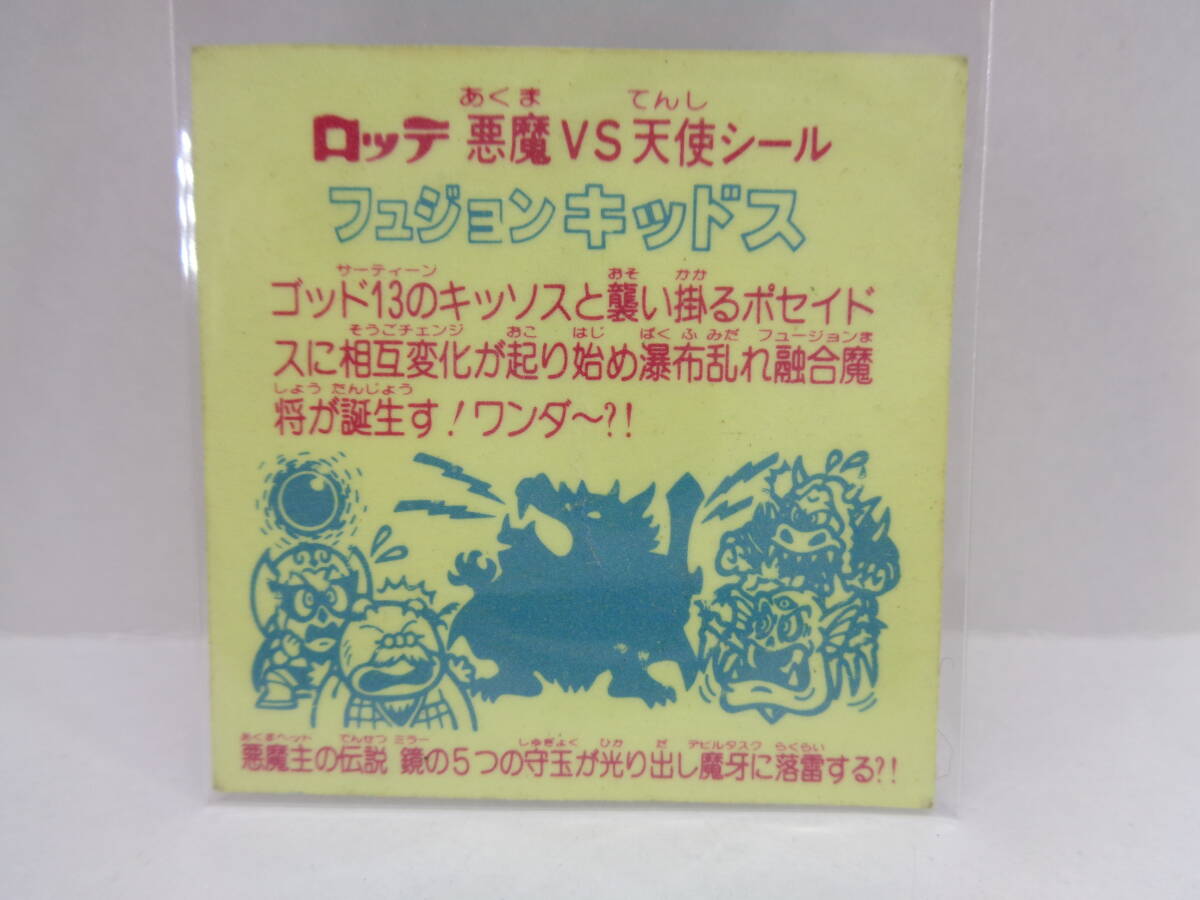 あくま てんし
ロッテ 悪魔VS天使シール
フュジョンキッドス
サーティーン おそ かか
ゴッド13のキッソスと襲い掛るポセイド
そうごチェンジ おこ はじ ばくふみだ フュージョンま
スに相互変化が起り始め瀑布乱れ融合魔
しょう たんじょう
将が誕生す!ワンダ〜?!
あくまヘッド でんせつ ミラー しゅぎょく ひか だ デビルタスク らくらい
悪魔主の伝説 鏡の5つの守玉が光り出し魔牙に落雷する?!